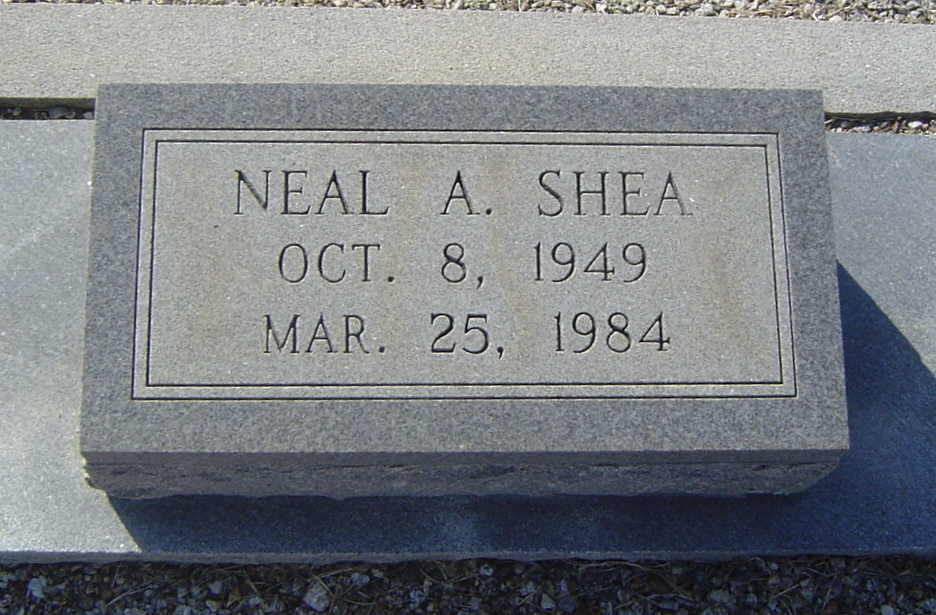 NEAL A. SHEA
OCT. 8, 1949
MAR. 25, 1984